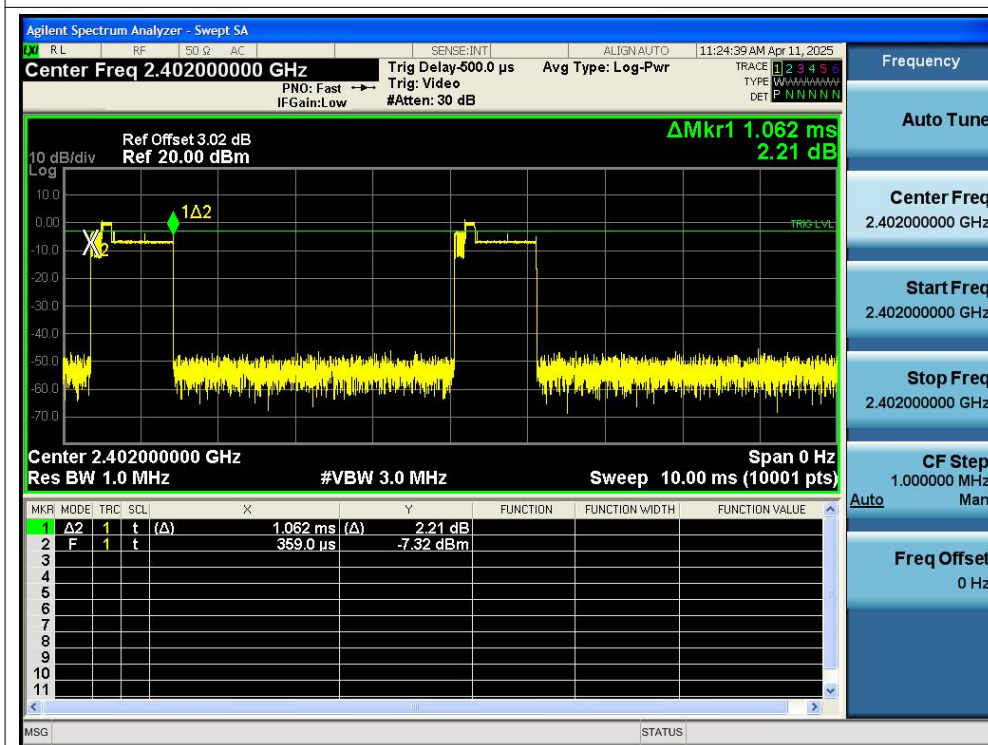 Agilent Spectrum Analyzer - Swept SA
LXI RL RF 50 Ω AC SENSE:INT ALIGN AUTO 11:24:39 AM Apr 11, 2025
Center Freq 2.402000000 GHz
PNO: Fast
IFGain:Low
Trig Delay-500.0 µs
Trig: Video
#Atten: 30 dB
Avg Type: Log-Pwr
TRACE 1 2 3 4 5 6
TYPE WWWWWW
DET P N N N N N
Ref Offset 3.02 dB
Ref 20.00 dBm
ΔMkr1 1.062 ms
2.21 dB
10 dB/div
Log
10.0
0.00
-10.0
-20.0
-30.0
-40.0
-50.0
-60.0
-70.0
1Δ2
2
TRIG LVL
Center 2.402000000 GHz Span 0 Hz
Res BW 1.0 MHz #VBW 3.0 MHz Sweep 10.00 ms (10001 pts)
MKR MODE TRC SCL X Y FUNCTION FUNCTION WIDTH FUNCTION VALUE
1 Δ2 1 t (Δ) 1.062 ms (Δ) 2.21 dB
2 F 1 t 359.0 µs -7.32 dBm
3
4
5
6
7
8
9
10
11
MSG STATUS
Frequency
Auto Tune
Center Freq
2.402000000 GHz
Start Freq
2.402000000 GHz
Stop Freq
2.402000000 GHz
CF Step
1.000000 MHz
Auto Man
Freq Offset
0 Hz